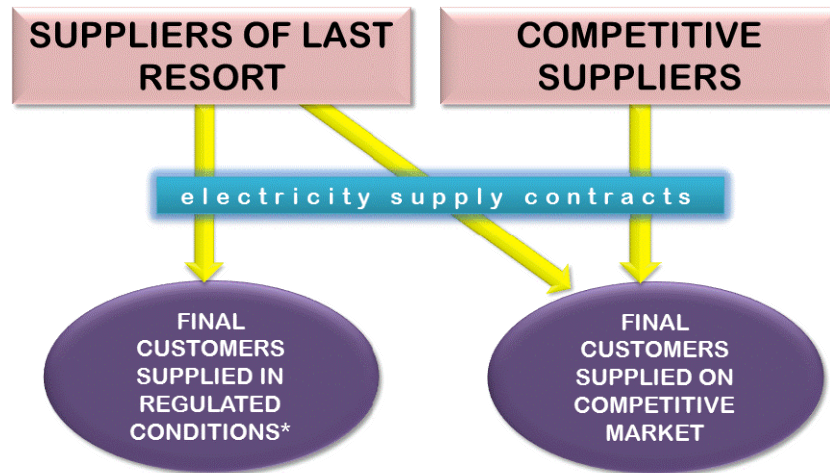 SUPPLIERS OF LAST
RESORT
COMPETITIVE
SUPPLIERS
electricity supply contracts
FINAL
CUSTOMERS
SUPPLIED IN
REGULATED
CONDITIONS*
FINAL
CUSTOMERS
SUPPLIED ON
COMPETITIVE
MARKET